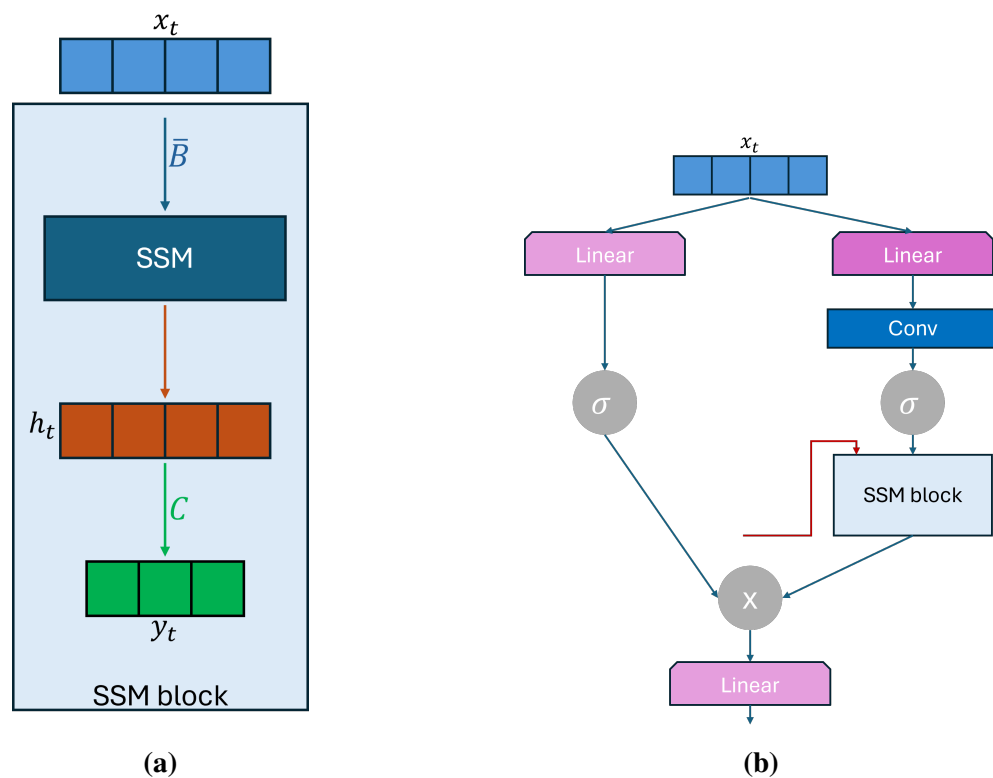 x_t
B̄
SSM
h_t
C
y_t
SSM block
(a)
x_t
Linear
Linear
Conv
σ
σ
SSM block
x
Linear
(b)